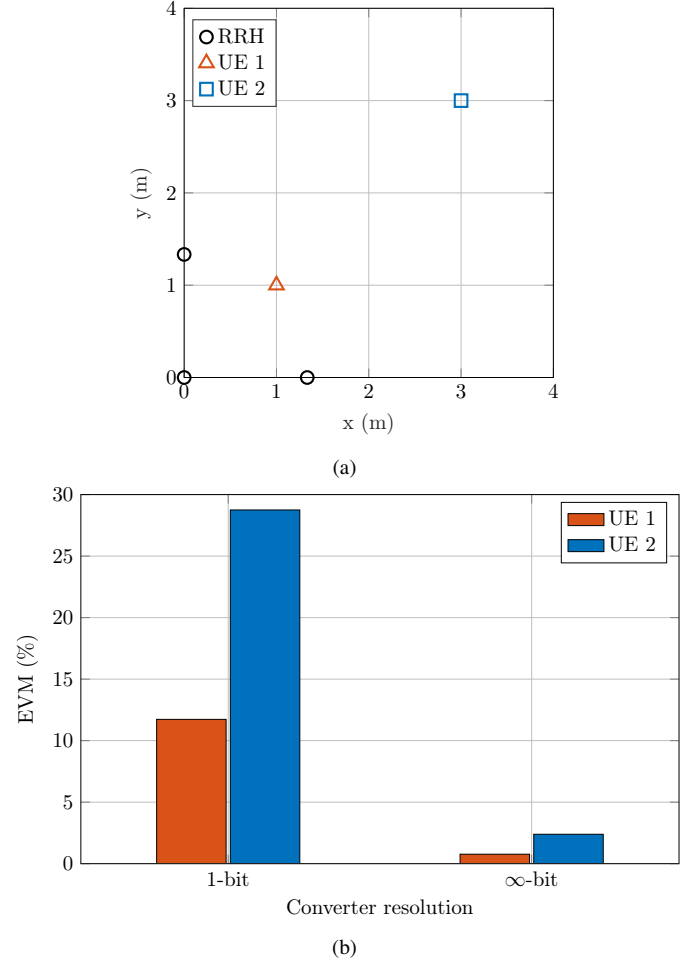 4
RRH
UE 1
UE 2
3
y (m)
2
1
0
0 1 2 3 4
x (m)
(a)
30
UE 1
UE 2
25
20
EVM (%)
15
10
5
0
1-bit ∞-bit
Converter resolution
(b)